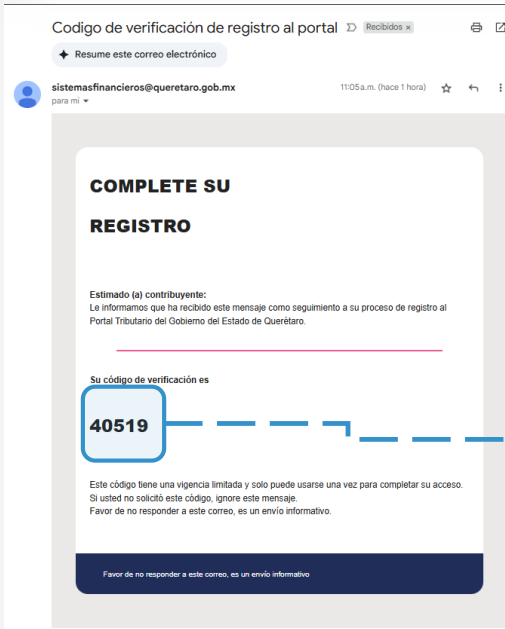 Codigo de verificación de registro al portal Recibidos x
Resume este correo electrónico
sistemasfinancieros@queretaro.gob.mx 11:05 a.m. (hace 1 hora)
para mí
COMPLETE SU
REGISTRO
Estimado (a) contribuyente:
Le informamos que ha recibido este mensaje como seguimiento a su proceso de registro al
Portal Tributario del Gobierno del Estado de Querétaro.
Su código de verificación es
40519
Este código tiene una vigencia limitada y solo puede usarse una vez para completar su acceso.
Si usted no solicitó este código, ignore este mensaje.
Favor de no responder a este correo, es un envío informativo.
Favor de no responder a este correo, es un envío informativo